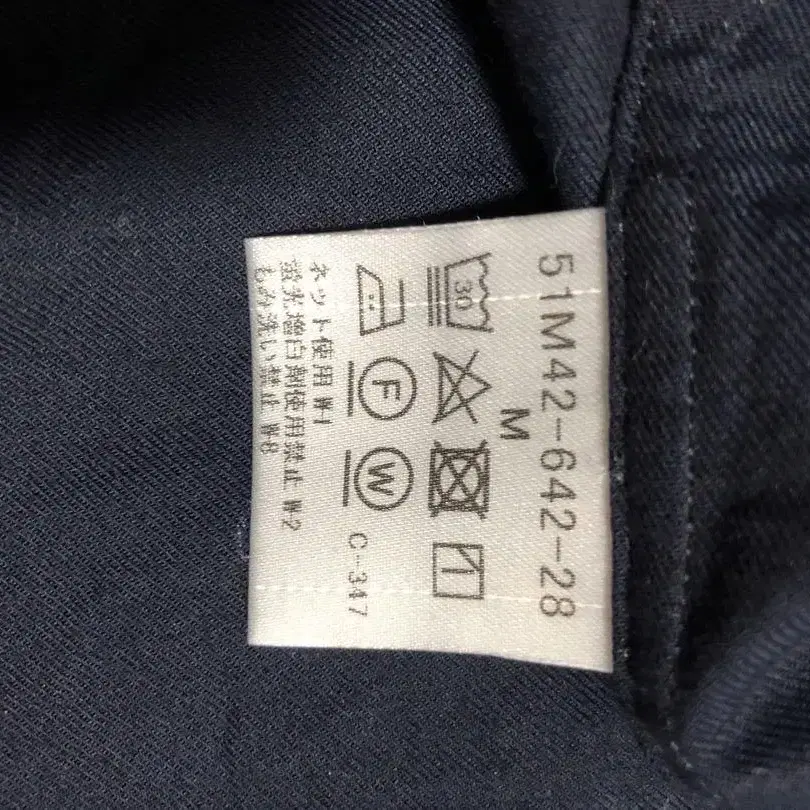 51M42-642-28
M
30
F W
C-347
ネット使用 W-1
蛍光増白剤使用禁止 W-2
もみ洗い禁止 W-8